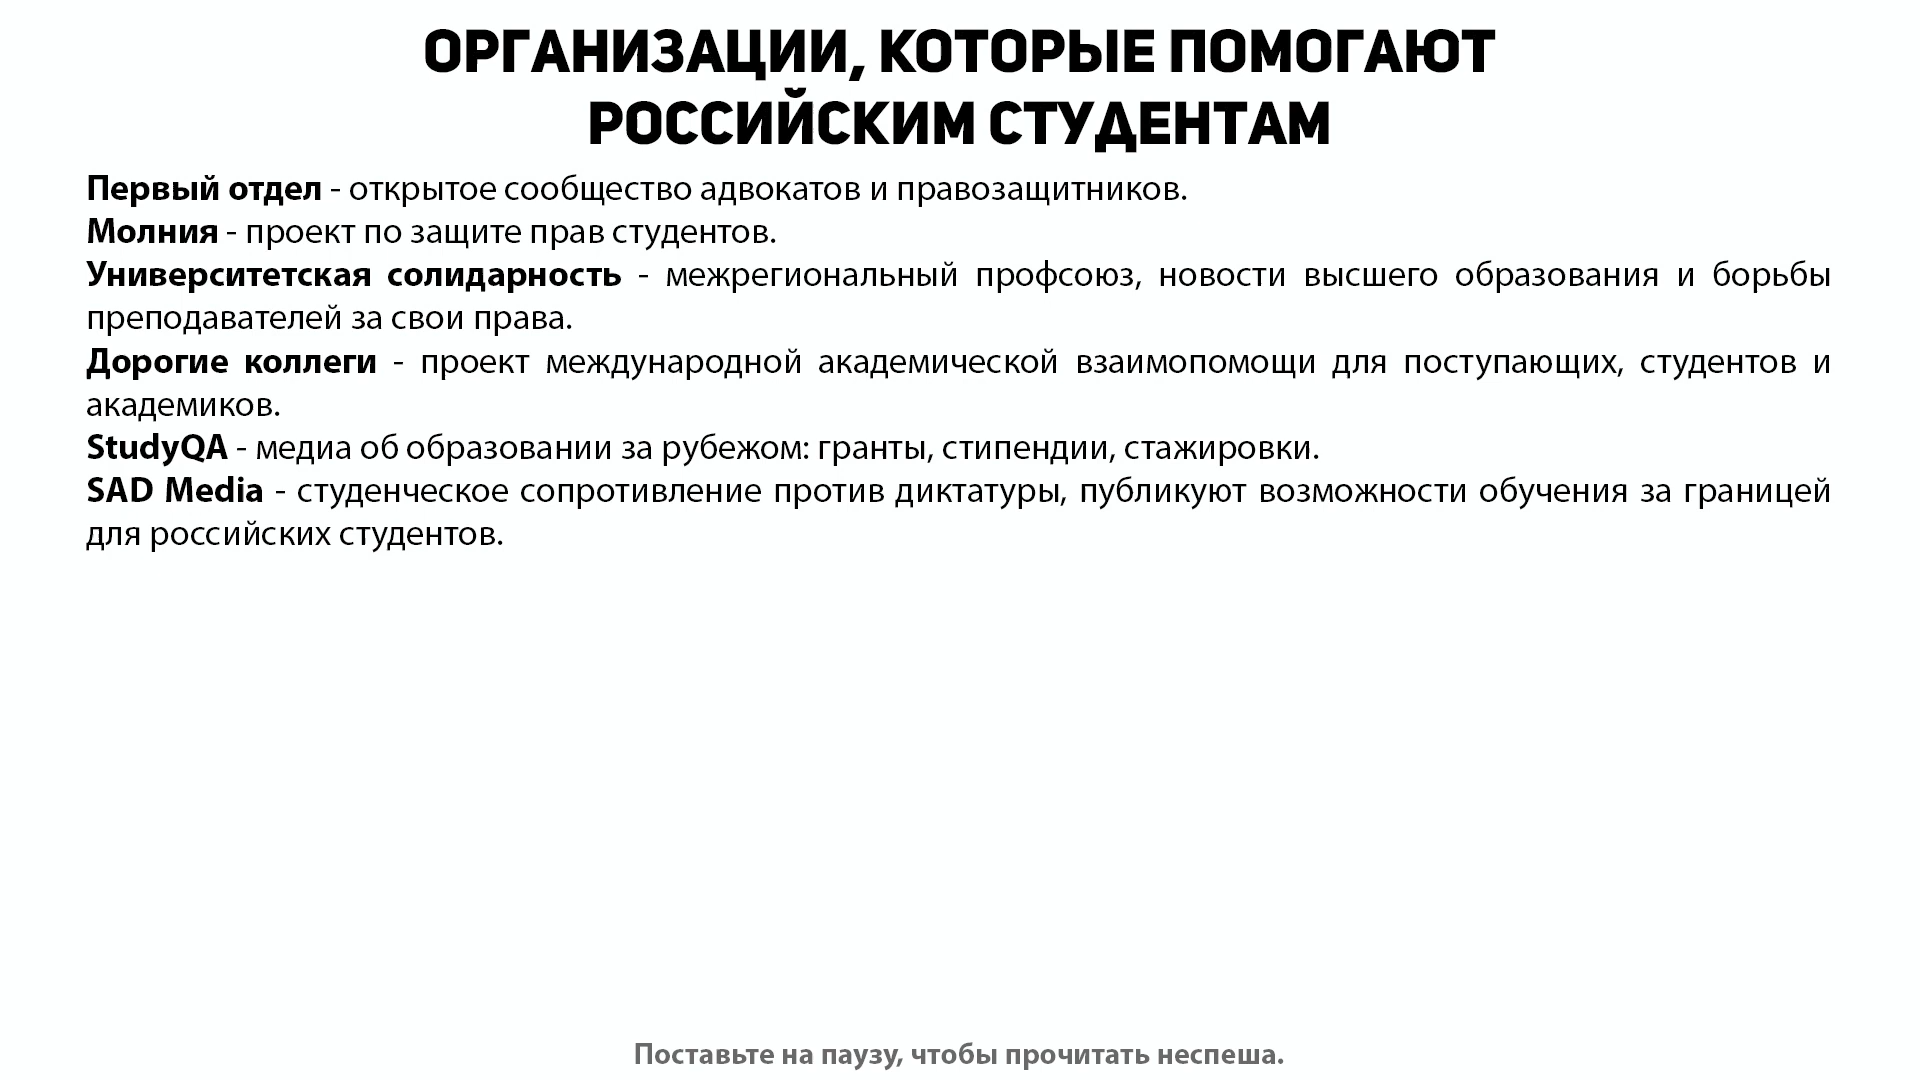 ОРГАНИЗАЦИИ, КОТОРЫЕ ПОМОГАЮТ
РОССИЙСКИМ СТУДЕНТАМ
Первый отдел - открытое сообщество адвокатов и правозащитников.
Молния - проект по защите прав студентов.
Университетская солидарность - межрегиональный профсоюз, новости высшего образования и борьбы
преподавателей за свои права.
Дорогие коллеги - проект международной академической взаимопомощи для поступающих, студентов и
академиков.
StudyQA - медиа об образовании за рубежом: гранты, стипендии, стажировки.
SAD Media - студенческое сопротивление против диктатуры, публикуют возможности обучения за границей
для российских студентов.
Поставьте на паузу, чтобы прочитать неспеша.